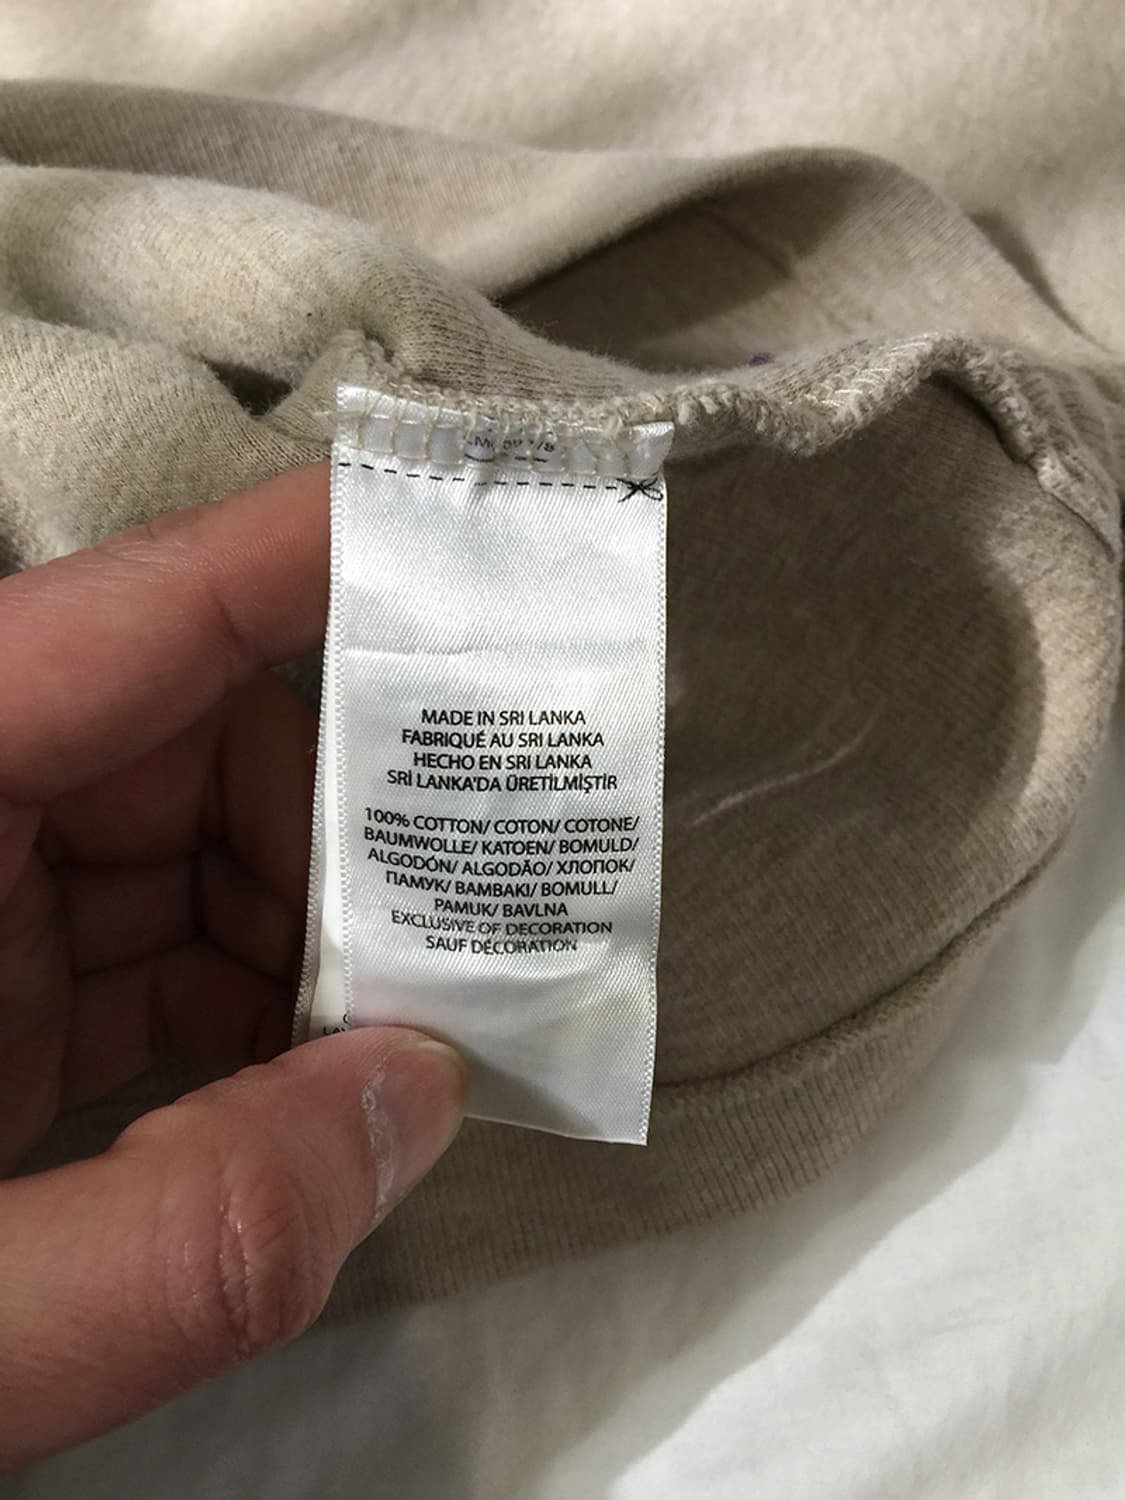 MADE IN SRI LANKA
FABRIQUÉ AU SRI LANKA
HECHO EN SRI LANKA
SRİ LANKA'DA ÜRETİLMİŞTİR
100% COTTON/ COTON/ COTONE/
BAUMWOLLE/ KATOEN/ BOMULD/
ALGODÓN/ ALGODÃO/ ХЛОПОК/
ПАМУК/ BAMBAKI/ BOMULL/
PAMUK/ BAVLNA
EXCLUSIVE OF DECORATION
SAUF DÉCORATION